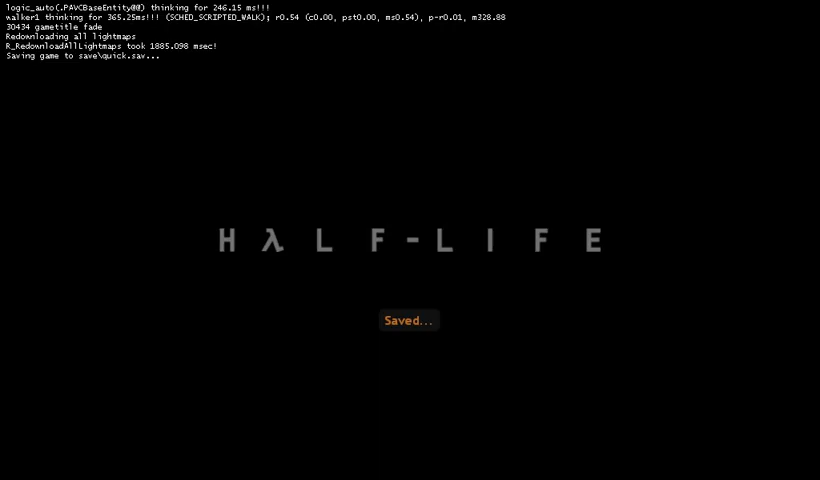 logic_auto(.PAVCBaseEntity@@) thinking for 246.15 ms!!!
walker1 thinking for 365.25ms!!! (SCHED_SCRIPTED_WALK); r0.54 (c0.00, pst0.00, ms0.54), p-r0.01, m328.88
30434 gametitle fade
Redownloading all lightmaps
R_RedownloadAllLightmaps took 1885.098 msec!
Saving game to save\quick.sav...
HλLF-LIFE
Saved...